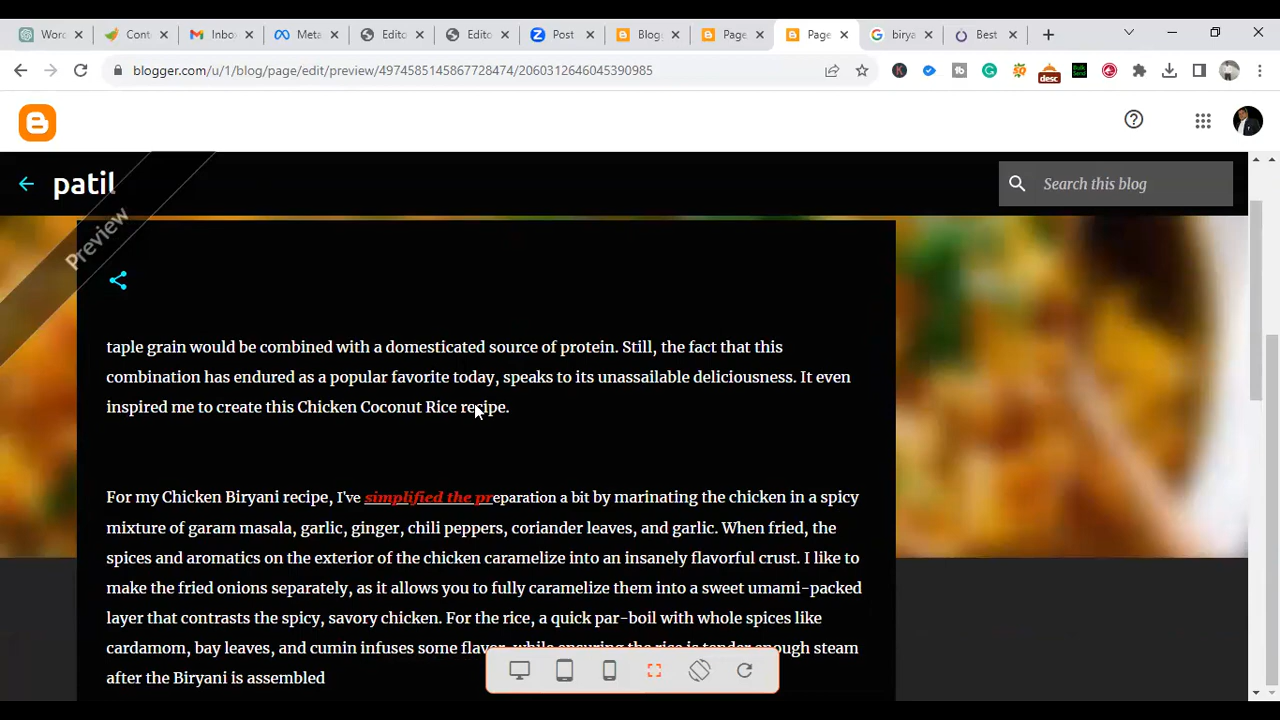 Word
Cont
Inbo
Meta
Edito
Edito
Post
Blog
Page
Page
birya
Best
blogger.com/u/1/blog/page/edit/preview/4974585145867728474/2060312646045390985
desc
patil
Search this blog
Preview
taple grain would be combined with a domesticated source of protein. Still, the fact that this
combination has endured as a popular favorite today, speaks to its unassailable deliciousness. It even
inspired me to create this Chicken Coconut Rice recipe.
For my Chicken Biryani recipe, I've simplified the preparation a bit by marinating the chicken in a spicy
mixture of garam masala, garlic, ginger, chili peppers, coriander leaves, and garlic. When fried, the
spices and aromatics on the exterior of the chicken caramelize into an insanely flavorful crust. I like to
make the fried onions separately, as it allows you to fully caramelize them into a sweet umami-packed
layer that contrasts the spicy, savory chicken. For the rice, a quick par-boil with whole spices like
cardamom, bay leaves, and cumin infuses some flavor, while ensuring the rice is tender enough steam
after the Biryani is assembled